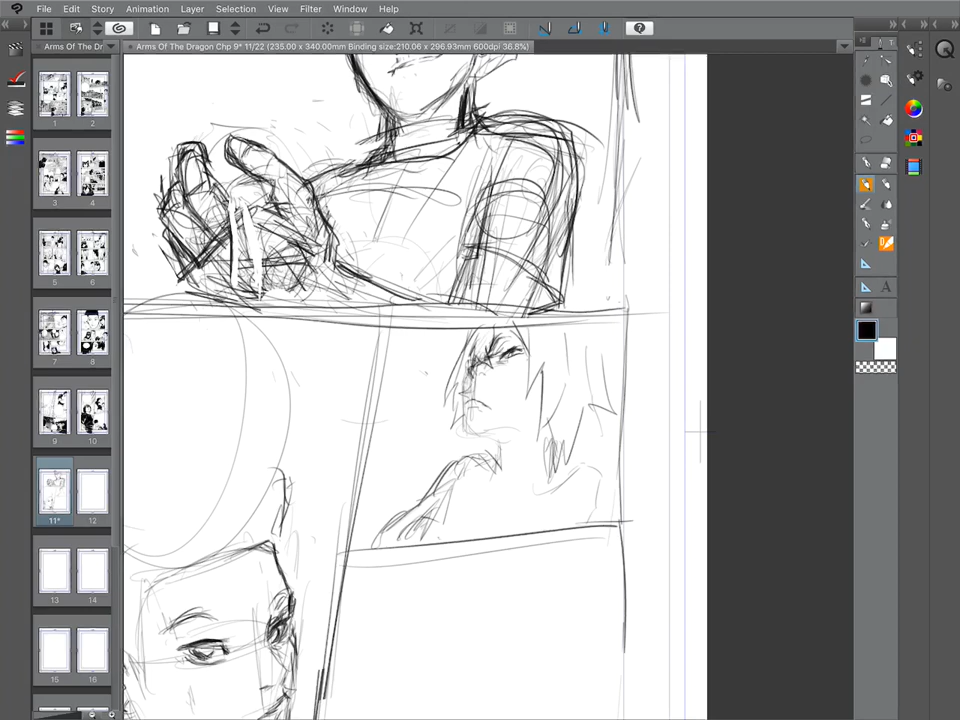 File Edit Story Animation Layer Selection View Filter Window Help
Arms Of The Dr
Arms Of The Dragon Chp 9* 11/22 (235.00 x 340.00mm Binding size:210.06 x 296.93mm 600dpi 36.8%)
1 2
3 4
5 6
7 8
9 10
11* 12
13 14
15 16
A